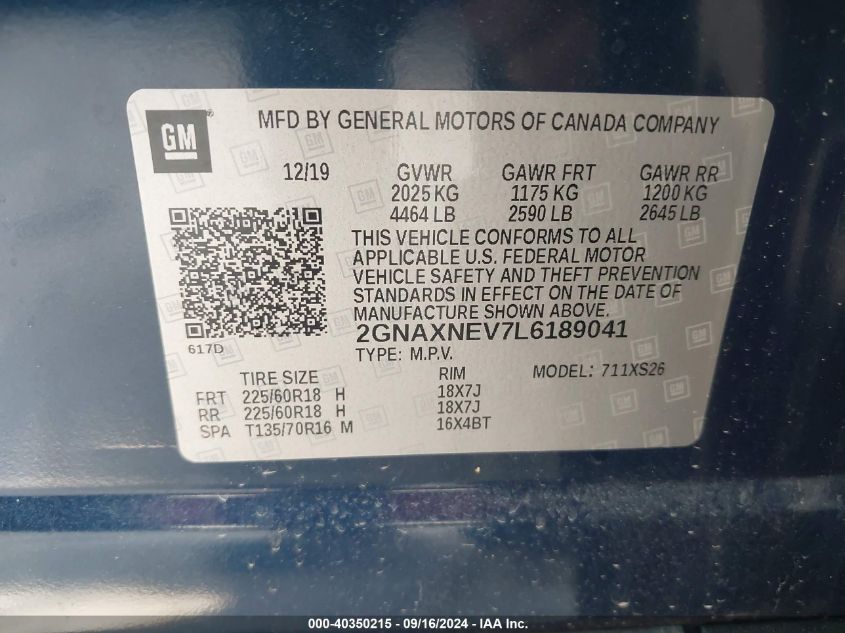 GM®
MFD BY GENERAL MOTORS OF CANADA COMPANY
12/19 GVWR GAWR FRT GAWR RR
2025 KG 1175 KG 1200 KG
4464 LB 2590 LB 2645 LB
THIS VEHICLE CONFORMS TO ALL
APPLICABLE U.S. FEDERAL MOTOR
VEHICLE SAFETY AND THEFT PREVENTION
STANDARDS IN EFFECT ON THE DATE OF
MANUFACTURE SHOWN ABOVE.
617D
2GNAXNEV7L6189041
TYPE: M.P.V.
TIRE SIZE RIM MODEL: 711XS26
FRT 225/60R18 H 18X7J
RR 225/60R18 H 18X7J
SPA T135/70R16 M 16X4BT
000-40350215 - 09/16/2024 - IAA Inc.